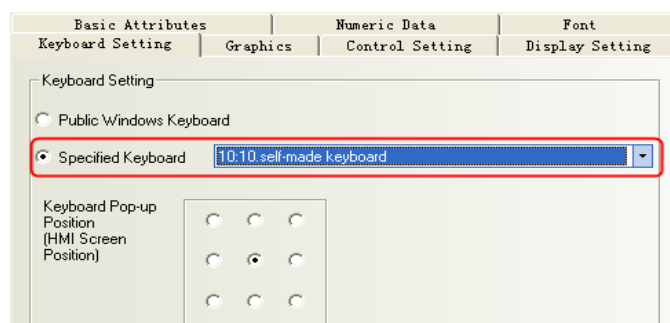 Basic Attributes Numeric Data Font
Keyboard Setting Graphics Control Setting Display Setting
Keyboard Setting
Public Windows Keyboard
Specified Keyboard 10:10.self-made keyboard
Keyboard Pop-up
Position
(HMI Screen
Position)